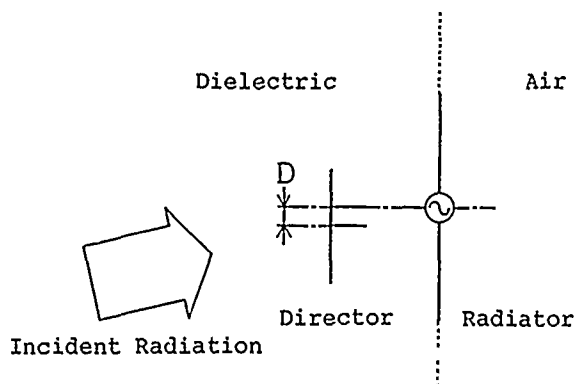 Dielectric
Air
D
Director
Radiator
Incident Radiation